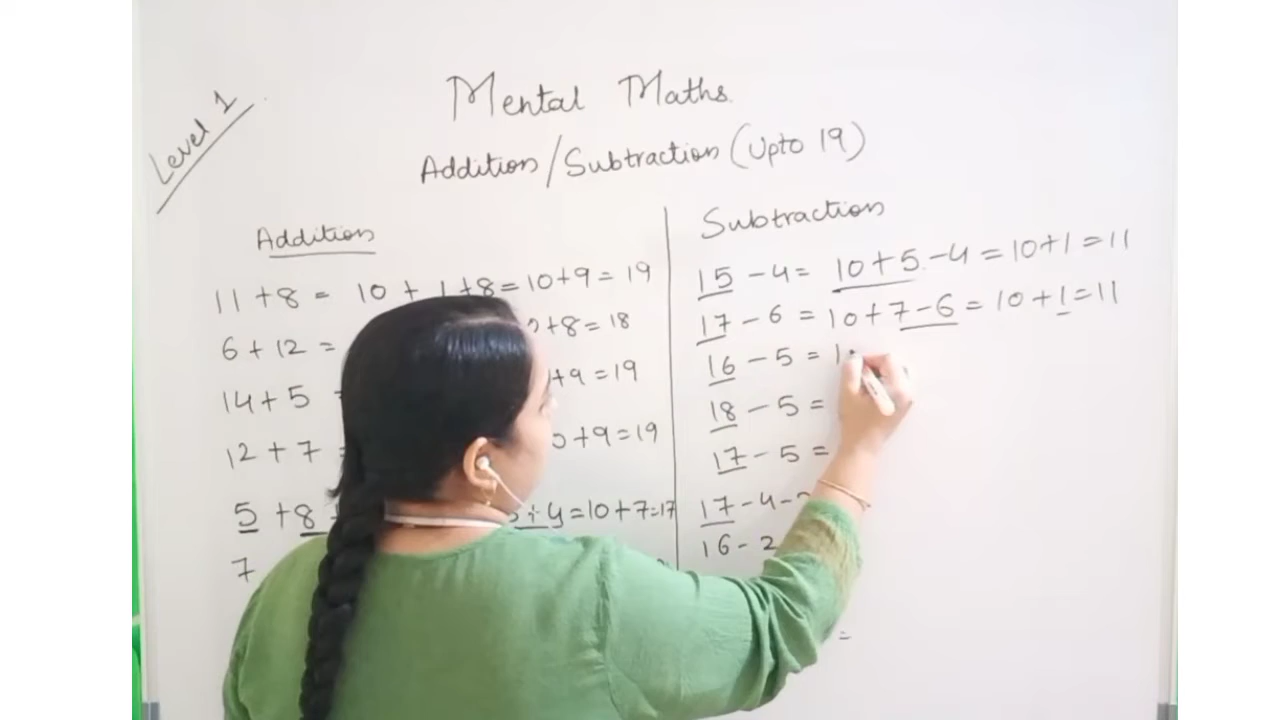 Level 1
Mental Maths
Addition/Subtraction (Upto 19)
Addition
11 + 8 = 10 + 1 + 8 = 10 + 9 = 19
6 + 12 = +8 = 18
14 + 5 +9 = 19
12 + 7 = +9 = 19
5 + 8 = 10 + 7 = 17
7
Subtraction
15 - 4 = 10 + 5 - 4 = 10 + 1 = 11
17 - 6 = 10 + 7 - 6 = 10 + 1 = 11
16 - 5 = 1
18 - 5 =
17 - 5 =
17 - 4 -
16 - 2
=